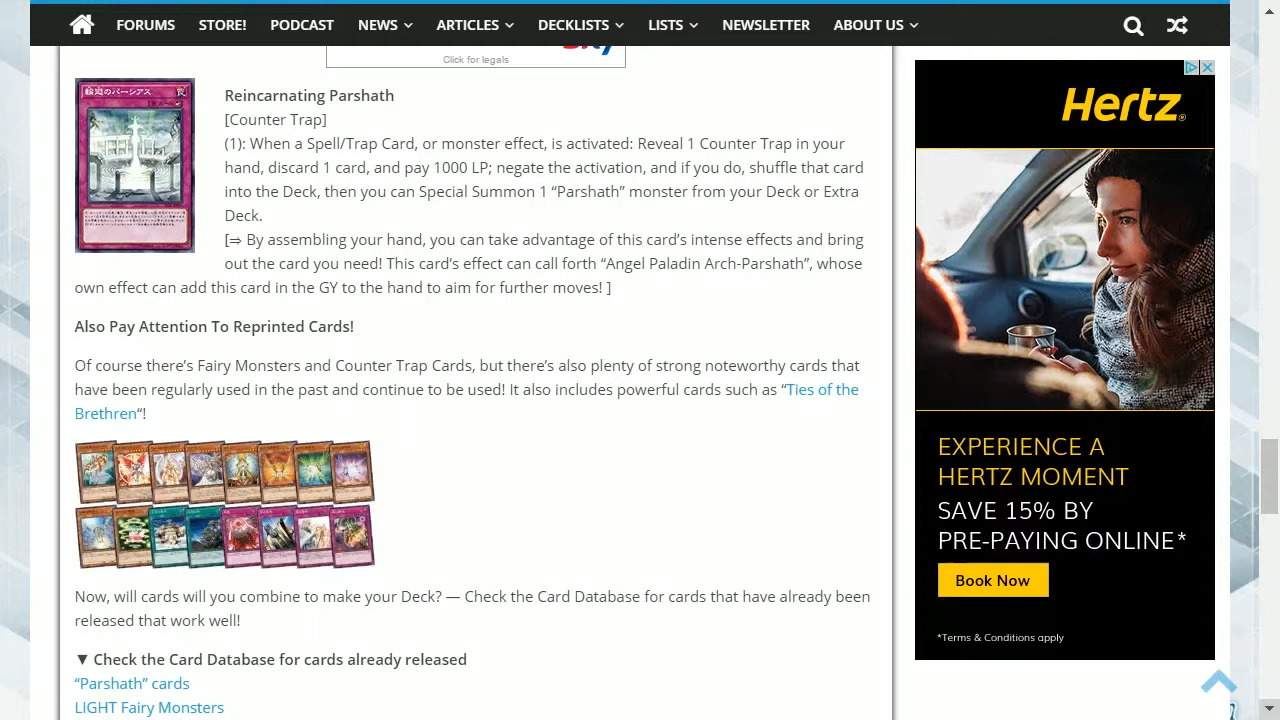 FORUMS STORE! PODCAST NEWS ARTICLES DECKLISTS LISTS NEWSLETTER ABOUT US
Click for legals
Reincarnating Parshath
[Counter Trap]
(1): When a Spell/Trap Card, or monster effect, is activated: Reveal 1 Counter Trap in your
hand, discard 1 card, and pay 1000 LP; negate the activation, and if you do, shuffle that card
into the Deck, then you can Special Summon 1 “Parshath” monster from your Deck or Extra
Deck.
[⇒ By assembling your hand, you can take advantage of this card’s intense effects and bring
out the card you need! This card’s effect can call forth “Angel Paladin Arch-Parshath”, whose
own effect can add this card in the GY to the hand to aim for further moves! ]
Also Pay Attention To Reprinted Cards!
Of course there’s Fairy Monsters and Counter Trap Cards, but there’s also plenty of strong noteworthy cards that
have been regularly used in the past and continue to be used! It also includes powerful cards such as “Ties of the
Brethren“!
Now, will cards will you combine to make your Deck? — Check the Card Database for cards that have already been
released that work well!
▼ Check the Card Database for cards already released
“Parshath” cards
LIGHT Fairy Monsters
Hertz
EXPERIENCE A
HERTZ MOMENT
SAVE 15% BY
PRE-PAYING ONLINE*
Book Now
*Terms & Conditions apply